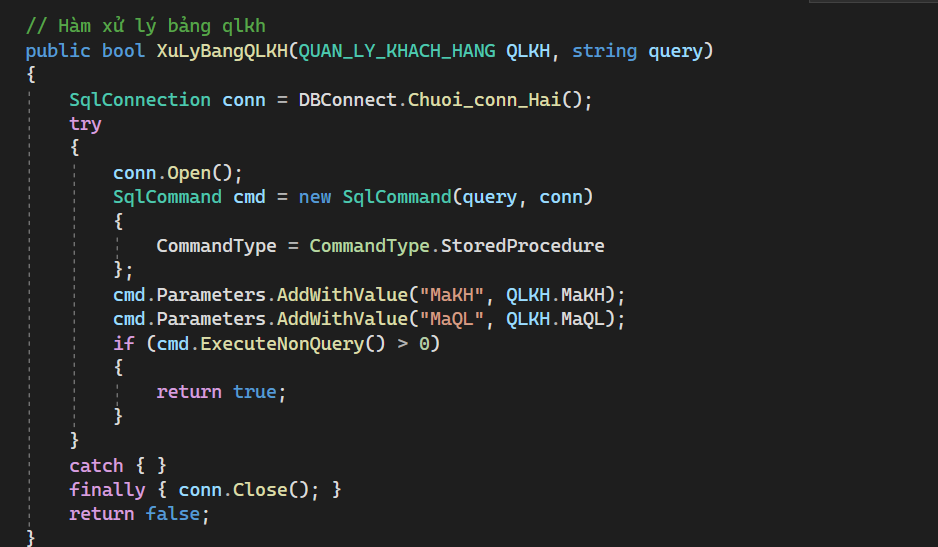 // Hàm xử lý bảng qlkh
public bool XuLyBangQLKH(QUAN_LY_KHACH_HANG QLKH, string query)
{
    SqlConnection conn = DBConnect.Chuoi_conn_Hai();
    try
    {
        conn.Open();
        SqlCommand cmd = new SqlCommand(query, conn)
        {
            CommandType = CommandType.StoredProcedure
        };
        cmd.Parameters.AddWithValue("MaKH", QLKH.MaKH);
        cmd.Parameters.AddWithValue("MaQL", QLKH.MaQL);
        if (cmd.ExecuteNonQuery() > 0)
        {
            return true;
        }
    }
    catch { }
    finally { conn.Close(); }
    return false;
}